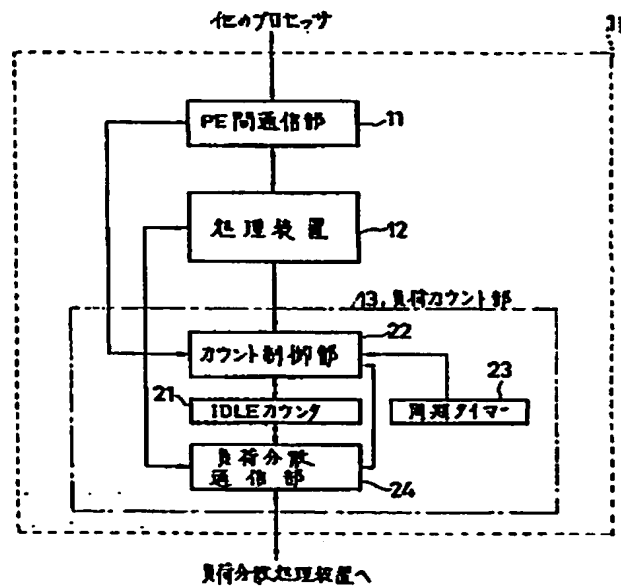 他のプロセッサ
PE間通信部
11
処理装置
12
13,負荷カウント部
22
カウント制御部
21
IDLEカウンタ
23
周期タイマー
負荷分散
通信部
24
負荷分散処理装置へ